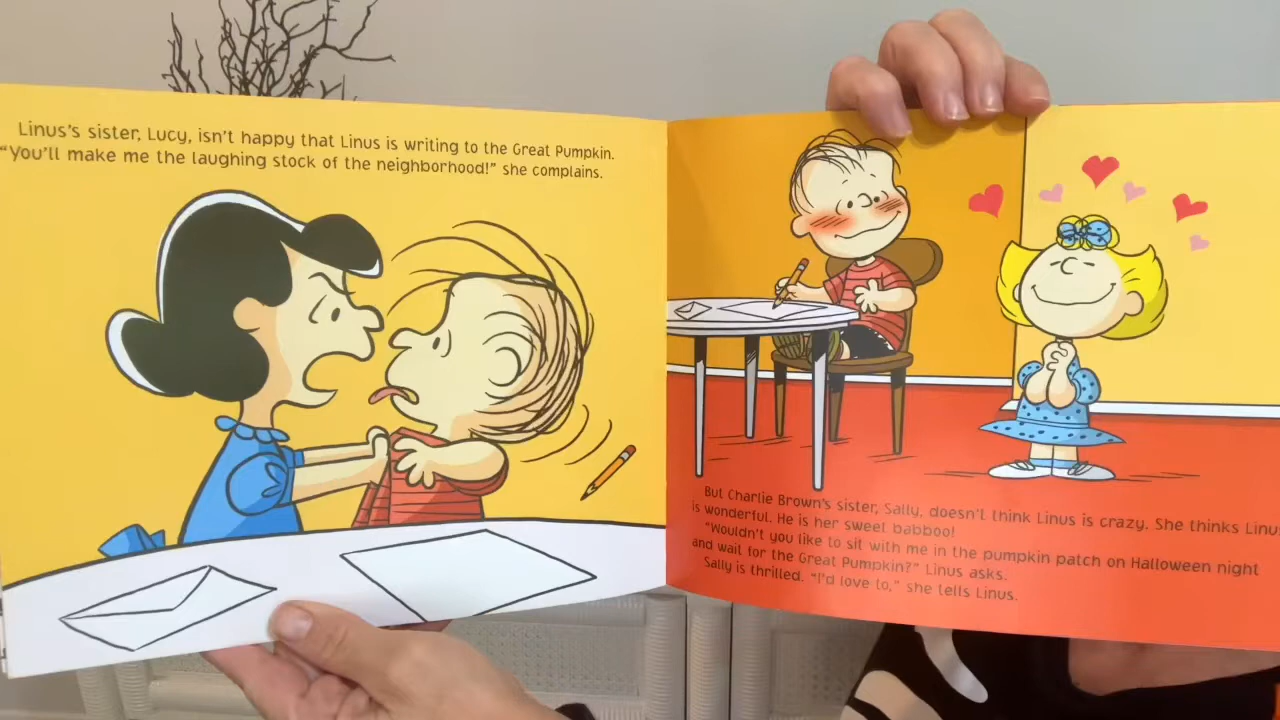 Linus's sister, Lucy, isn't happy that Linus is writing to the Great Pumpkin.
"You'll make me the laughing stock of the neighborhood!" she complains.
But Charlie Brown's sister, Sally, doesn't think Linus is crazy. She thinks Linus
is wonderful. He is her sweet babboo!
"Wouldn't you like to sit with me in the pumpkin patch on Halloween night
and wait for the Great Pumpkin?" Linus asks.
Sally is thrilled. "I'd love to," she tells Linus.